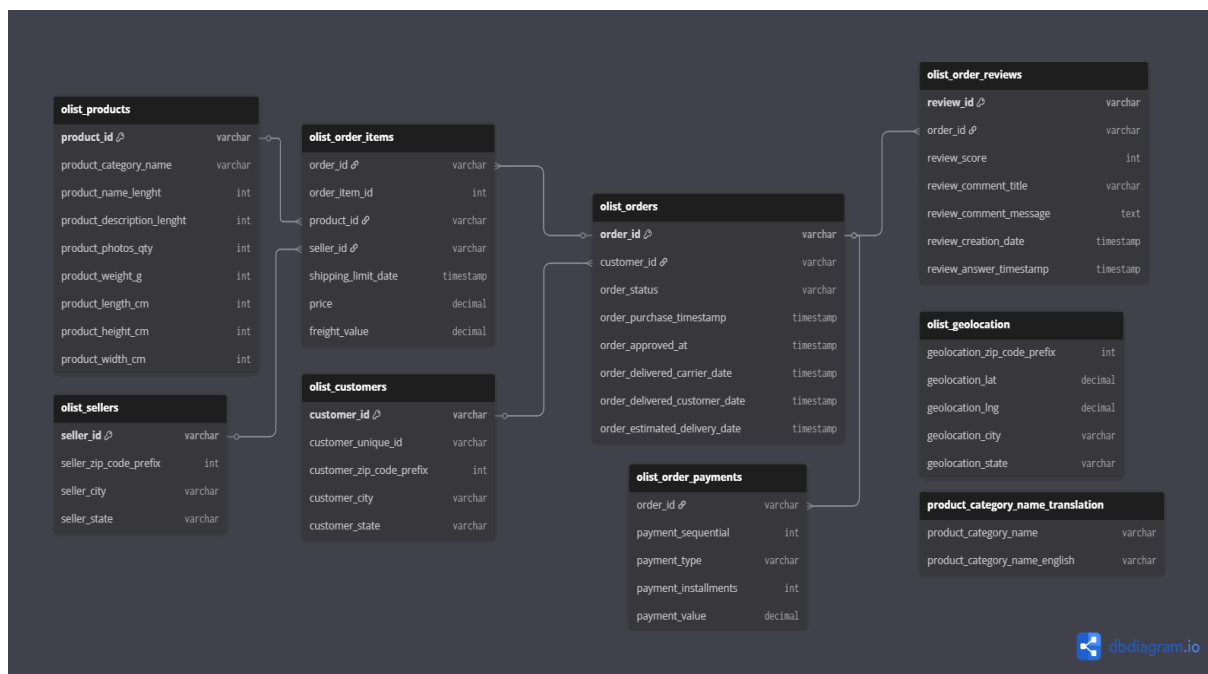 olist_products
product_id varchar
product_category_name varchar
product_name_lenght int
product_description_lenght int
product_photos_qty int
product_weight_g int
product_length_cm int
product_height_cm int
product_width_cm int
olist_sellers
seller_id varchar
seller_zip_code_prefix int
seller_city varchar
seller_state varchar
olist_order_items
order_id varchar
order_item_id int
product_id varchar
seller_id varchar
shipping_limit_date timestamp
price decimal
freight_value decimal
olist_customers
customer_id varchar
customer_unique_id varchar
customer_zip_code_prefix int
customer_city varchar
customer_state varchar
olist_orders
order_id varchar
customer_id varchar
order_status varchar
order_purchase_timestamp timestamp
order_approved_at timestamp
order_delivered_carrier_date timestamp
order_delivered_customer_date timestamp
order_estimated_delivery_date timestamp
olist_order_payments
order_id varchar
payment_sequential int
payment_type varchar
payment_installments int
payment_value decimal
olist_order_reviews
review_id varchar
order_id varchar
review_score int
review_comment_title varchar
review_comment_message text
review_creation_date timestamp
review_answer_timestamp timestamp
olist_geolocation
geolocation_zip_code_prefix int
geolocation_lat decimal
geolocation_lng decimal
geolocation_city varchar
geolocation_state varchar
product_category_name_translation
product_category_name varchar
product_category_name_english varchar
dbdiagram.io